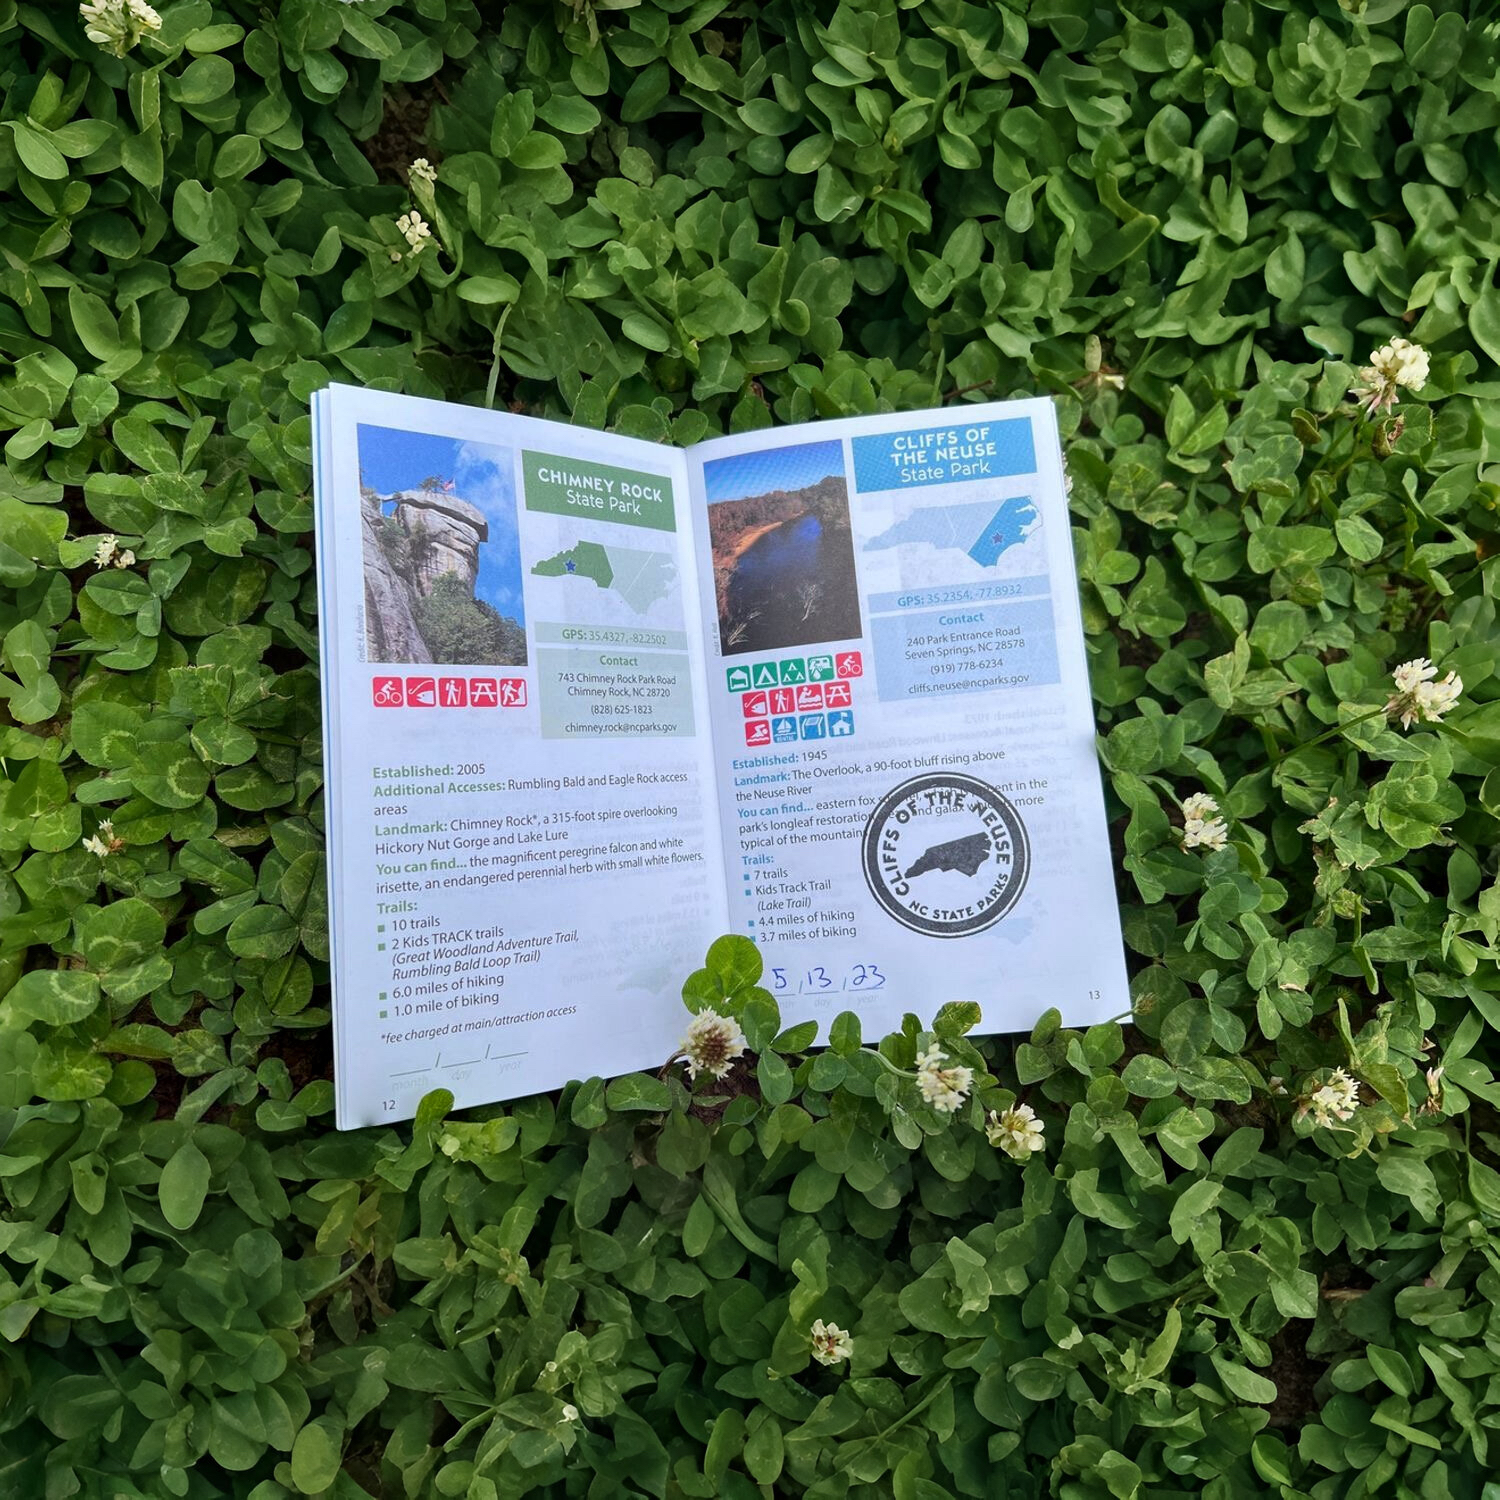 CHIMNEY ROCK
State Park
GPS: 35.4327, -82.2502
Contact
743 Chimney Rock Park Road
Chimney Rock, NC 28720
(828) 625-1823
chimney.rock@ncparks.gov
Established: 2005
Additional Accesses: Rumbling Bald and Eagle Rock access
areas
Landmark: Chimney Rock*, a 315-foot spire overlooking
Hickory Nut Gorge and Lake Lure
You can find... the magnificent peregrine falcon and white
irisette, an endangered perennial herb with small white flowers.
Trails:
10 trails
2 Kids TRACK trails
(Great Woodland Adventure Trail,
Rumbling Bald Loop Trail)
6.0 miles of hiking
1.0 mile of biking
*fee charged at main/attraction access
month / day / year
12
CLIFFS OF
THE NEUSE
State Park
GPS: 35.2354, -77.8932
Contact
240 Park Entrance Road
Seven Springs, NC 28578
(919) 778-6234
cliffs.neuse@ncparks.gov
RENTAL
Established: 1945
Landmark: The Overlook, a 90-foot bluff rising above
the Neuse River
You can find... eastern fox in the
park's longleaf restoration and galax more
typical of the mountain
Trails:
7 trails
Kids Track Trail
(Lake Trail)
4.4 miles of hiking
3.7 miles of biking
CLIFFS OF THE NEUSE
NC STATE PARKS
5, 13, 23
day year
13